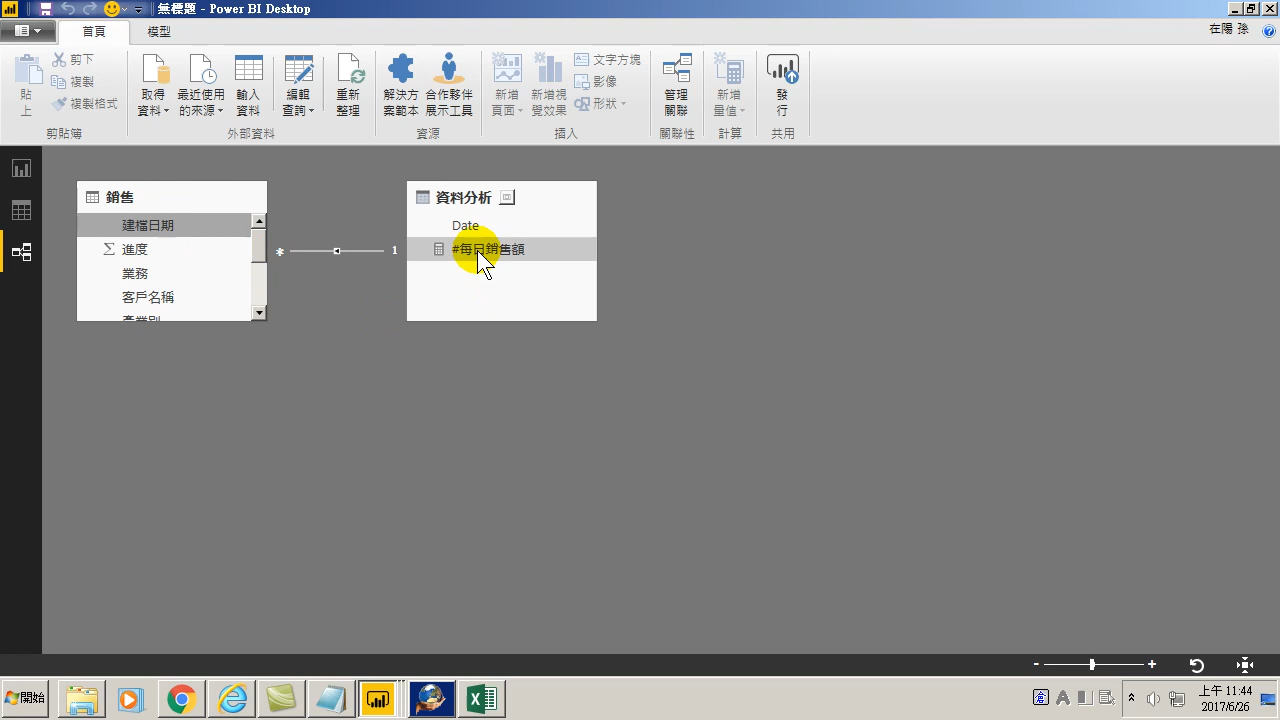 無標題 - Power BI Desktop
首頁
模型
在陽 孫
貼上
剪下
複製
複製格式
剪貼簿
取得資料
最近使用的來源
輸入資料
編輯查詢
重新整理
外部資料
解決方案範本
合作夥伴展示工具
資源
新增頁面
新增視覺效果
文字方塊
影像
形狀
插入
管理關聯
關聯性
新增量值
計算
發行
共用
銷售
建檔日期
進度
業務
客戶名稱
產業別
* 1
資料分析
Date
#每日銷售額
- +
開始
上午 11:44
2017/6/26